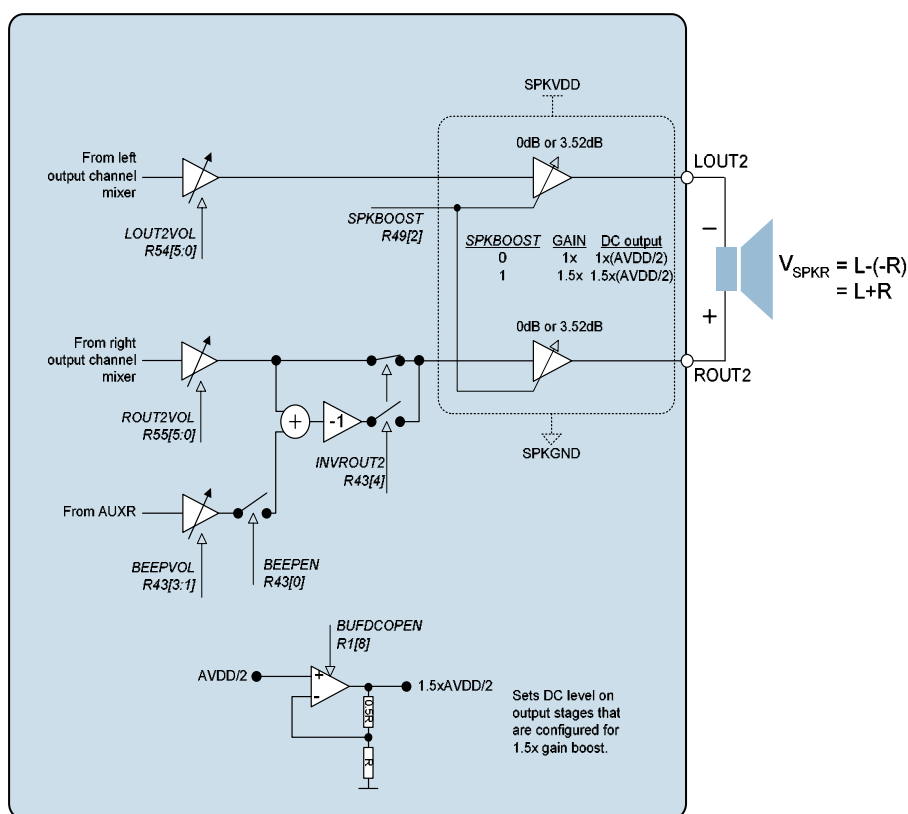 SPKVDD
0dB or 3.52dB
LOUT2
From left
output channel
mixer
LOUT2VOL
R54[5:0]
SPKBOOST
R49[2]
SPKBOOST GAIN DC output
0 1x 1x(AVDD/2)
1 1.5x 1.5x(AVDD/2)
–
+
VSPKR = L-(-R)
= L+R
0dB or 3.52dB
From right
output channel
mixer
ROUT2
ROUT2VOL
R55[5:0]
+
-1
INVROUT2
R43[4]
SPKGND
From AUXR
BEEPVOL
R43[3:1]
BEEPEN
R43[0]
BUFDCOPEN
R1[8]
AVDD/2
+
-
1.5xAVDD/2
0.5R
R
Sets DC level on
output stages that
are configured for
1.5x gain boost.